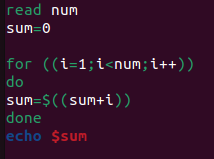 read num
sum=0
for ((i=1;i<num;i++))
do
sum=$((sum+i))
done
echo $sum